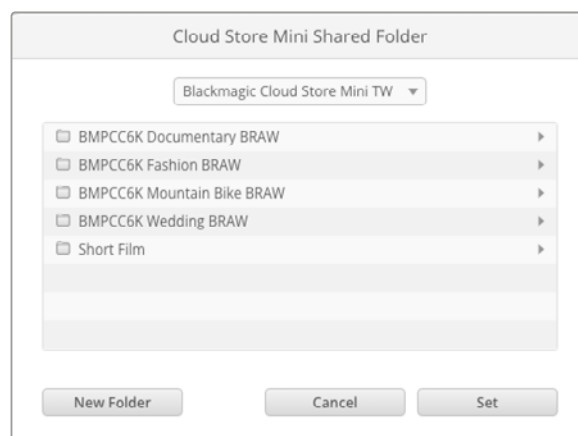 Cloud Store Mini Shared Folder
Blackmagic Cloud Store Mini TW
BMPCC6K Documentary BRAW
BMPCC6K Fashion BRAW
BMPCC6K Mountain Bike BRAW
BMPCC6K Wedding BRAW
Short Film
New Folder Cancel Set